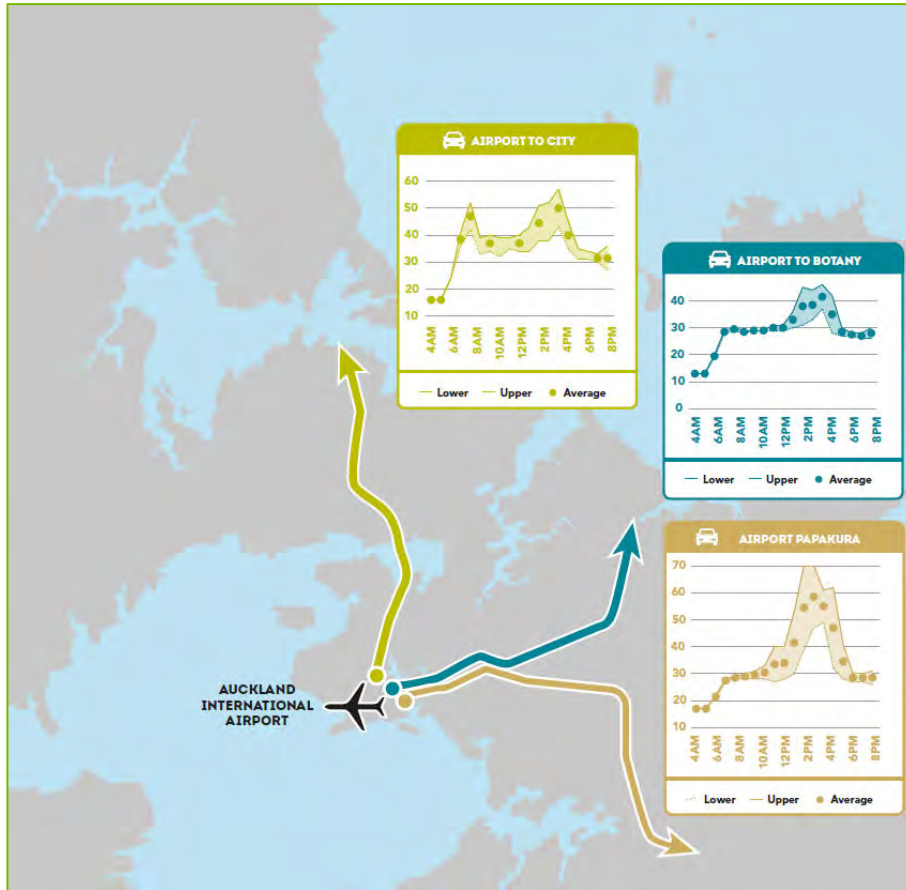 AIRPORT TO CITY
60
50
40
30
20
10
4AM 6AM 8AM 10AM 12PM 2PM 4PM 6PM 8PM
Lower Upper Average
AIRPORT TO BOTANY
40
30
20
10
0
4AM 6AM 8AM 10AM 12PM 2PM 4PM 6PM 8PM
Lower Upper Average
AIRPORT PAPAKURA
70
60
50
40
30
20
10
4AM 6AM 8AM 10AM 12PM 2PM 4PM 6PM 8PM
Lower Upper Average
AUCKLAND
INTERNATIONAL
AIRPORT